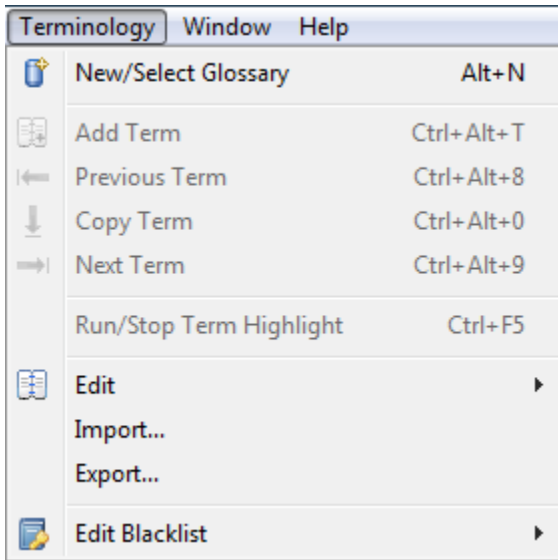 Terminology Window Help
New/Select Glossary Alt+N
Add Term Ctrl+Alt+T
Previous Term Ctrl+Alt+8
Copy Term Ctrl+Alt+0
Next Term Ctrl+Alt+9
Run/Stop Term Highlight Ctrl+F5
Edit
Import...
Export...
Edit Blacklist